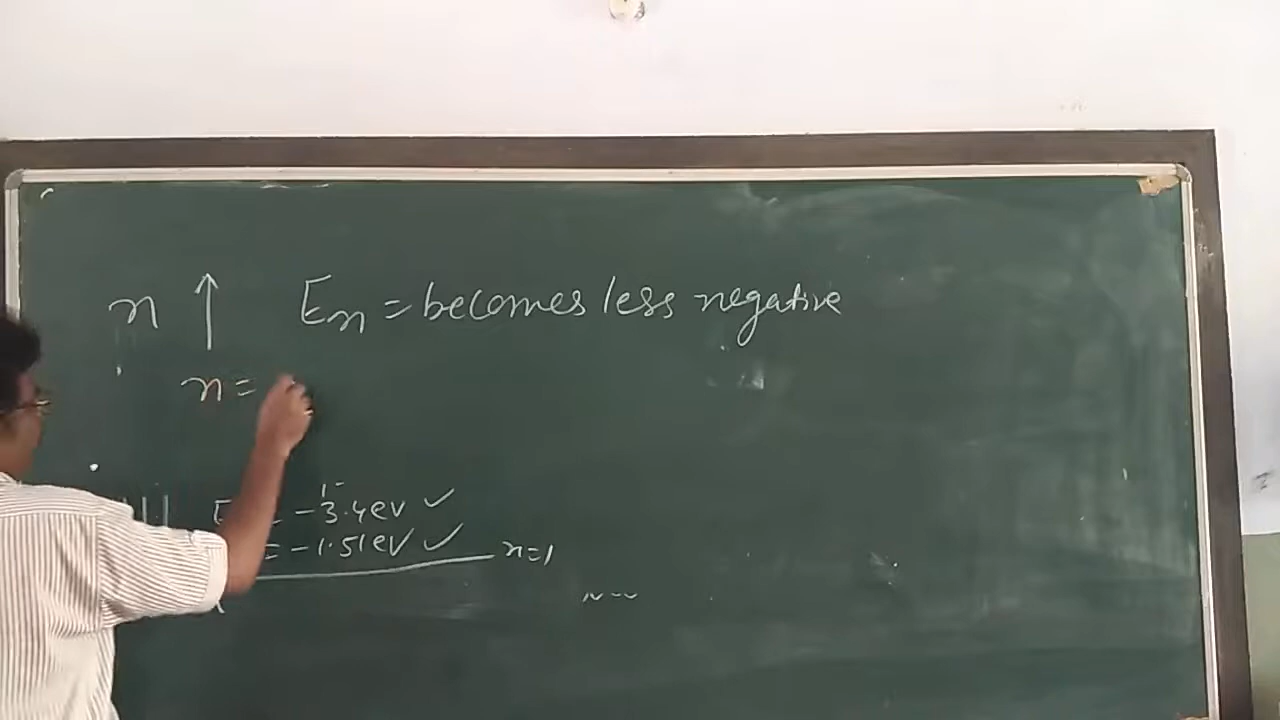 n ↑ En = becomes less negative
n =
= -3.4ev ✓
= -1.51ev ✓
n=1